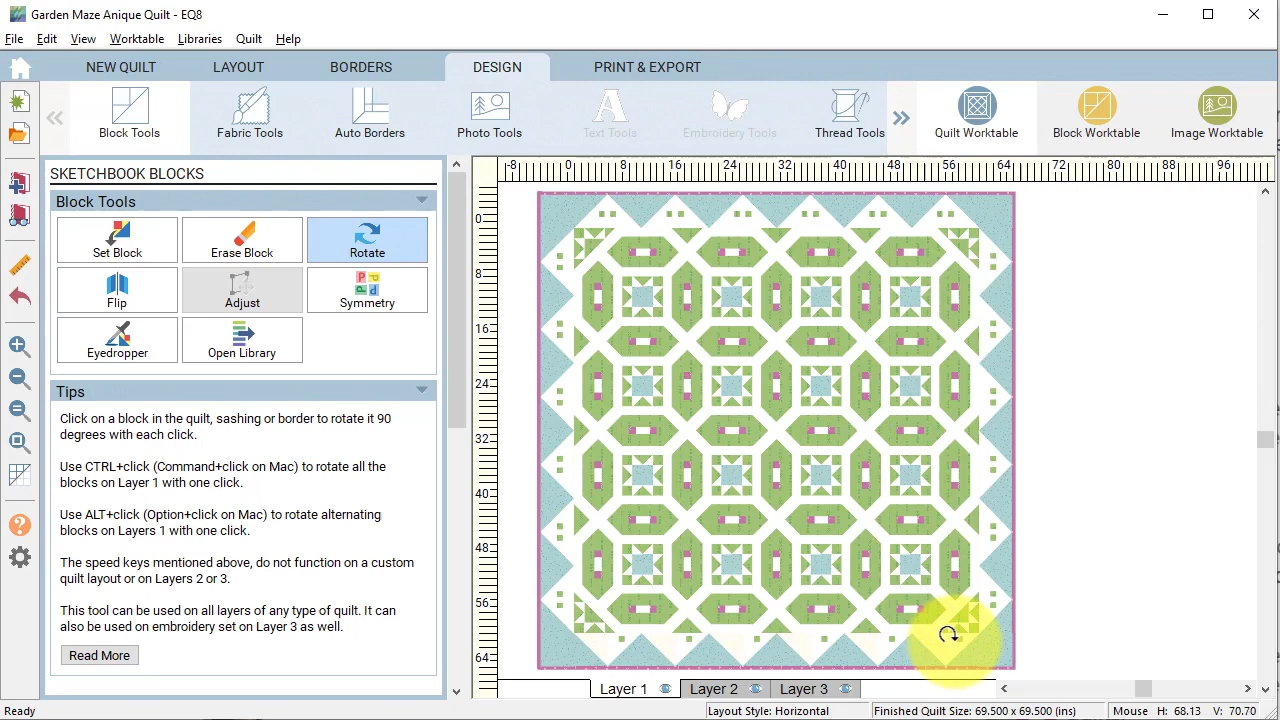 Garden Maze Anique Quilt - EQ8
File Edit View Worktable Libraries Quilt Help
NEW QUILT LAYOUT BORDERS DESIGN PRINT & EXPORT
Block Tools Fabric Tools Auto Borders Photo Tools Text Tools Embroidery Tools Thread Tools Quilt Worktable Block Worktable Image Worktable
SKETCHBOOK BLOCKS
Block Tools
Set Block Erase Block Rotate
Flip Adjust Symmetry
Eyedropper Open Library
Tips
Click on a block in the quilt, sashing or border to rotate it 90
degrees with each click.
Use CTRL+click (Command+click on Mac) to rotate all the
blocks on Layer 1 with one click.
Use ALT+click (Option+click on Mac) to rotate alternating
blocks on Layers 1 with one click.
The speed keys mentioned above, do not function on a custom
quilt layout or on Layers 2 or 3.
This tool can be used on all layers of any type of quilt. It can
also be used on embroidery set on Layer 3 as well.
Read More
-8 0 8 16 24 32 40 48 56 64 72 80 88 96
0
8
16
24
32
40
48
56
64
Layer 1 Layer 2 Layer 3
Ready Layout Style: Horizontal Finished Quilt Size: 69.500 x 69.500 (ins) Mouse H: 68.13 V: 70.70